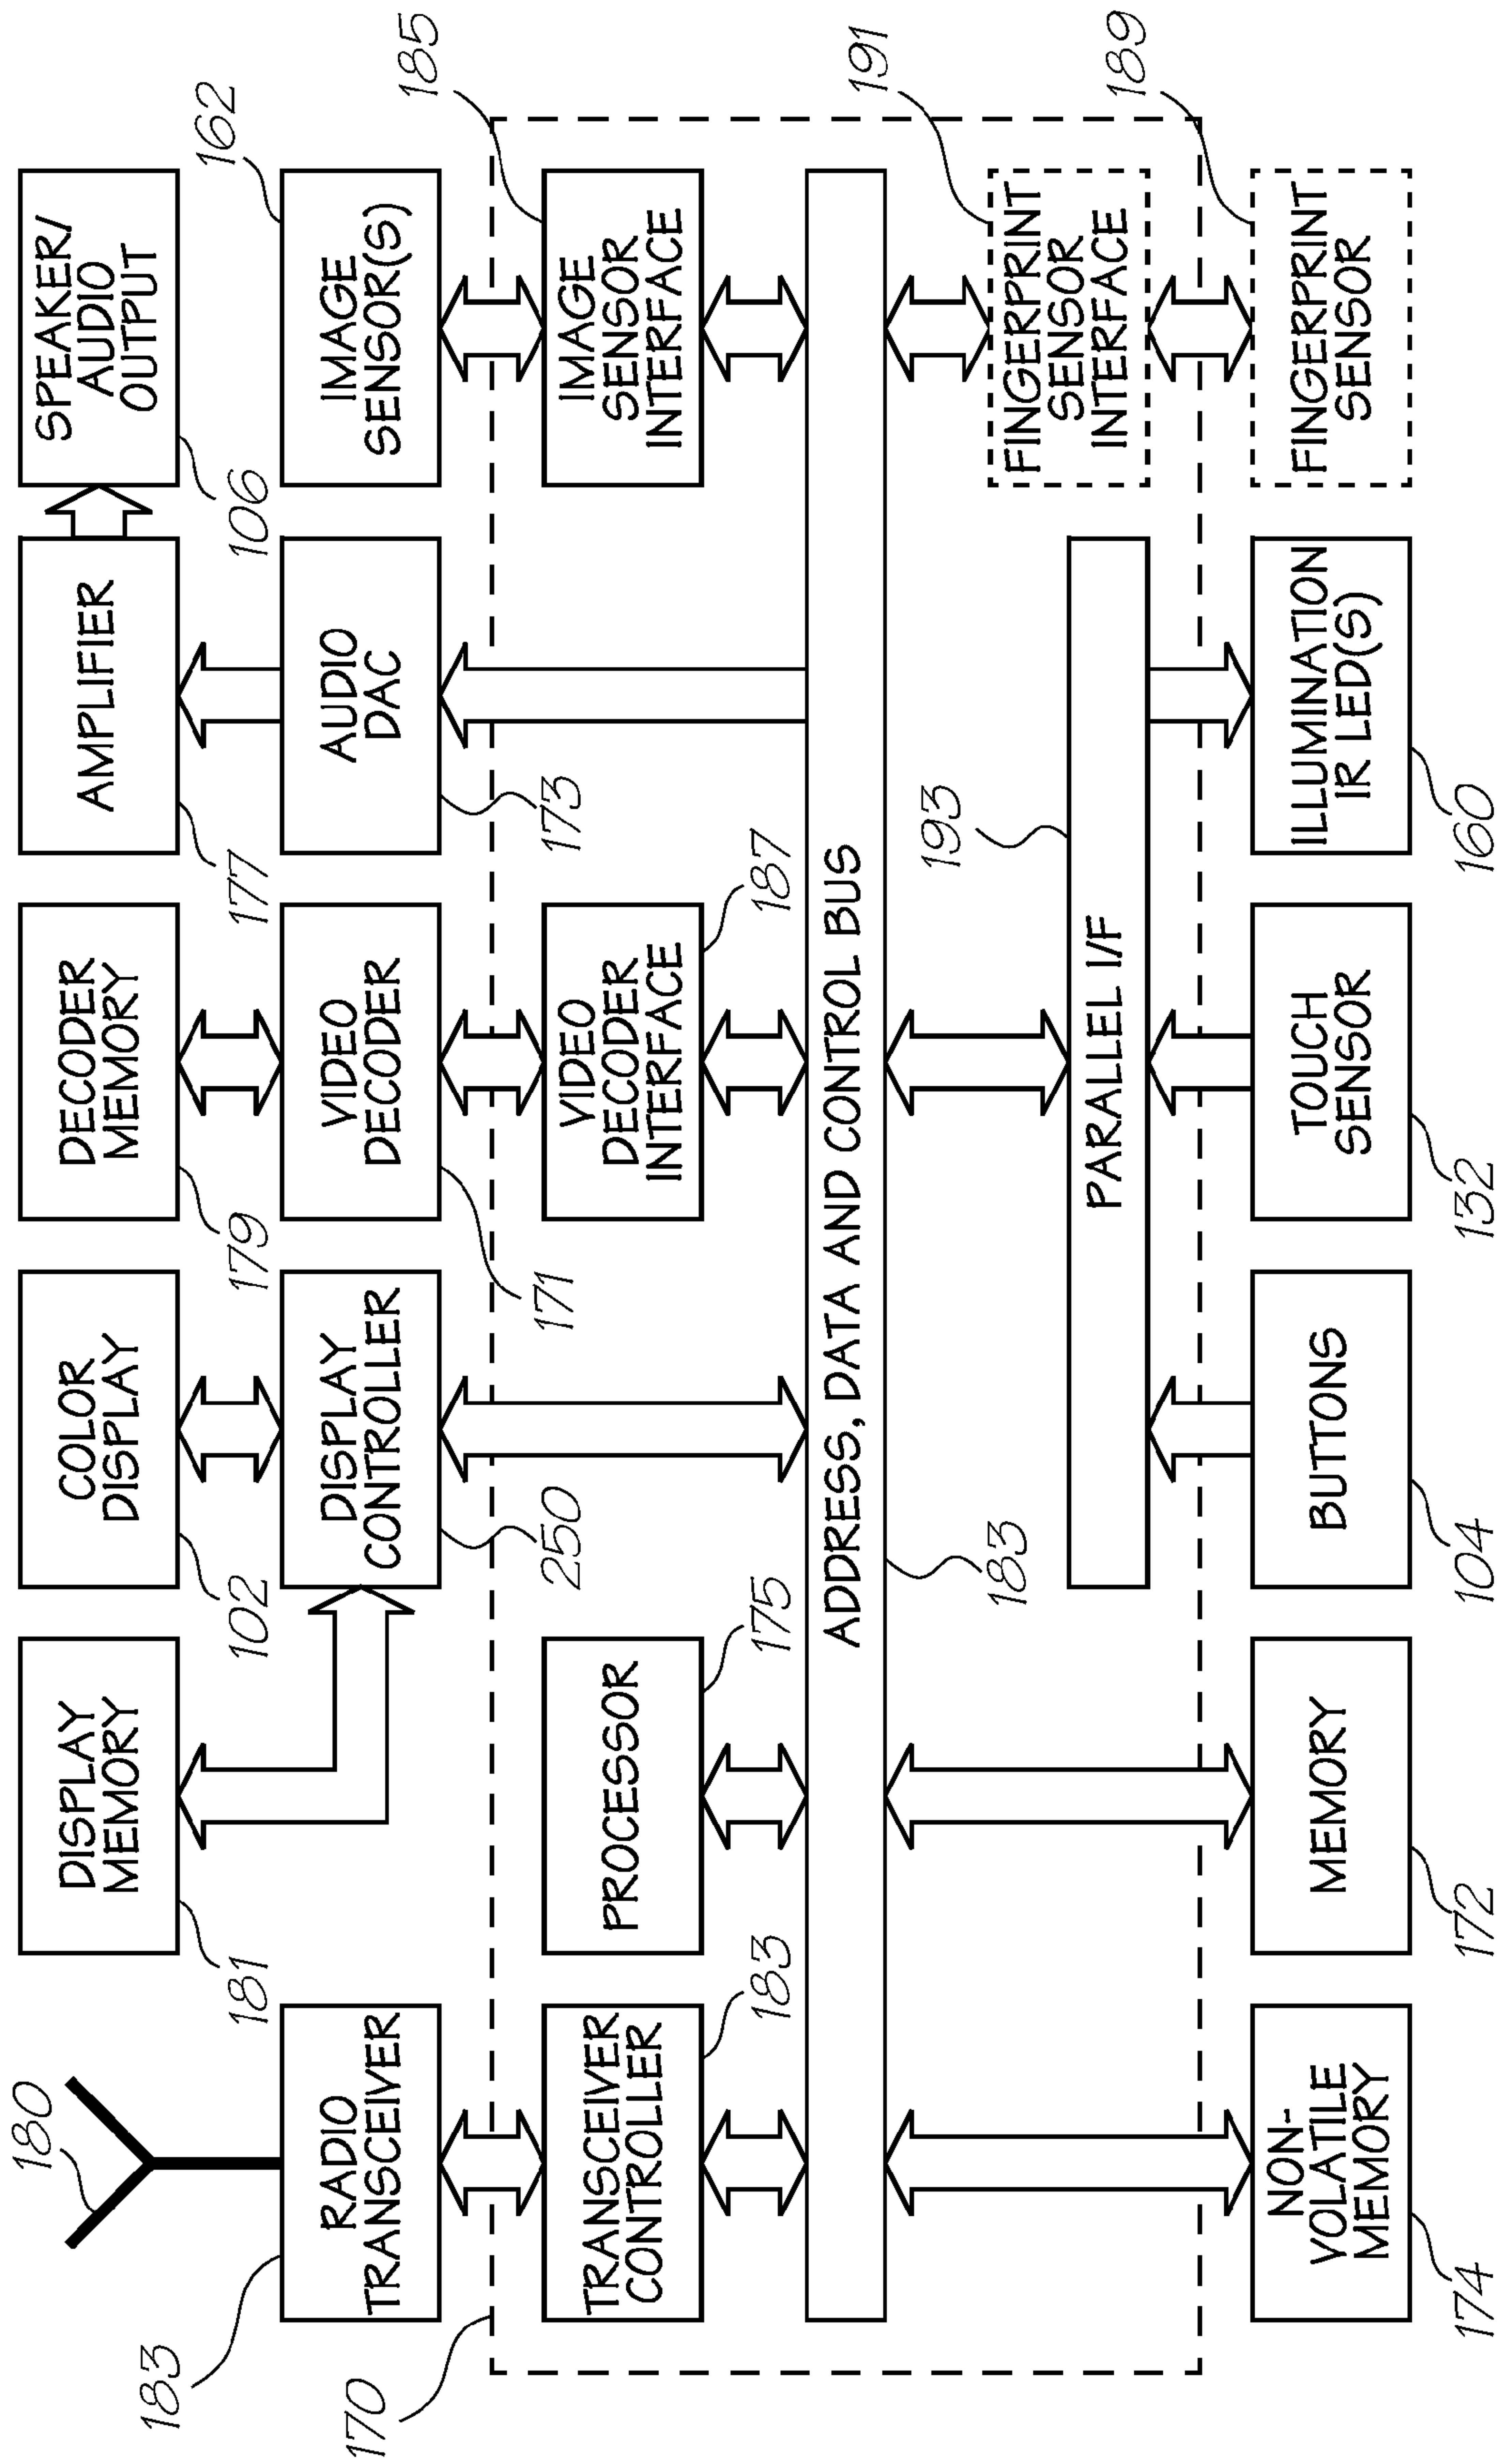 180
183
RADIO
TRANSCEIVER
170
DISPLAY
MEMORY
181
COLOR
DISPLAY
102
DISPLAY
CONTROLLER
250
DECODER
MEMORY
179
VIDEO
DECODER
171
AMPLIFIER
177
AUDIO
DAC
173
SPEAKER/
AUDIO
OUTPUT
106
IMAGE
SENSOR(S)
162
TRANSCEIVER
CONTROLLER
183
PROCESSOR
175
VIDEO
DECODER
INTERFACE
187
IMAGE
SENSOR
INTERFACE
185
ADDRESS, DATA AND CONTROL BUS
183
193
PARALLEL I/F
FINGERPRINT
SENSOR
INTERFACE
191
NON-
VOLATILE
MEMORY
174
MEMORY
172
BUTTONS
104
TOUCH
SENSOR
132
ILLUMINATION
IR LED(S)
160
FINGERPRINT
SENSOR
189